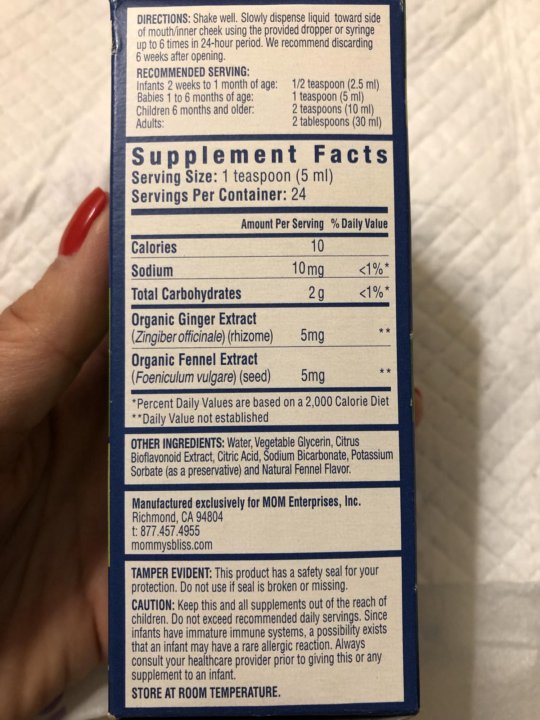 DIRECTIONS: Shake well. Slowly dispense liquid toward side
of mouth/inner cheek using the provided dropper or syringe
up to 6 times in 24-hour period. We recommend discarding
6 weeks after opening.
RECOMMENDED SERVING:
Infants 2 weeks to 1 month of age: 1/2 teaspoon (2.5 ml)
Babies 1 to 6 months of age: 1 teaspoon (5 ml)
Children 6 months and older: 2 teaspoons (10 ml)
Adults: 2 tablespoons (30 ml)
Supplement Facts
Serving Size: 1 teaspoon (5 ml)
Servings Per Container: 24
Amount Per Serving % Daily Value
Calories 10
Sodium 10 mg <1%*
Total Carbohydrates 2 g <1%*
Organic Ginger Extract
(Zingiber officinale) (rhizome) 5mg **
Organic Fennel Extract
(Foeniculum vulgare) (seed) 5mg **
*Percent Daily Values are based on a 2,000 Calorie Diet
**Daily Value not established
OTHER INGREDIENTS: Water, Vegetable Glycerin, Citrus
Bioflavonoid Extract, Citric Acid, Sodium Bicarbonate, Potassium
Sorbate (as a preservative) and Natural Fennel Flavor.
Manufactured exclusively for MOM Enterprises, Inc.
Richmond, CA 94804
t: 877.457.4955
mommysbliss.com
TAMPER EVIDENT: This product has a safety seal for your
protection. Do not use if seal is broken or missing.
CAUTION: Keep this and all supplements out of the reach of
children. Do not exceed recommended daily servings. Since
infants have immature immune systems, a possibility exists
that an infant may have a rare allergic reaction. Always
consult your healthcare provider prior to giving this or any
supplement to an infant.
STORE AT ROOM TEMPERATURE.